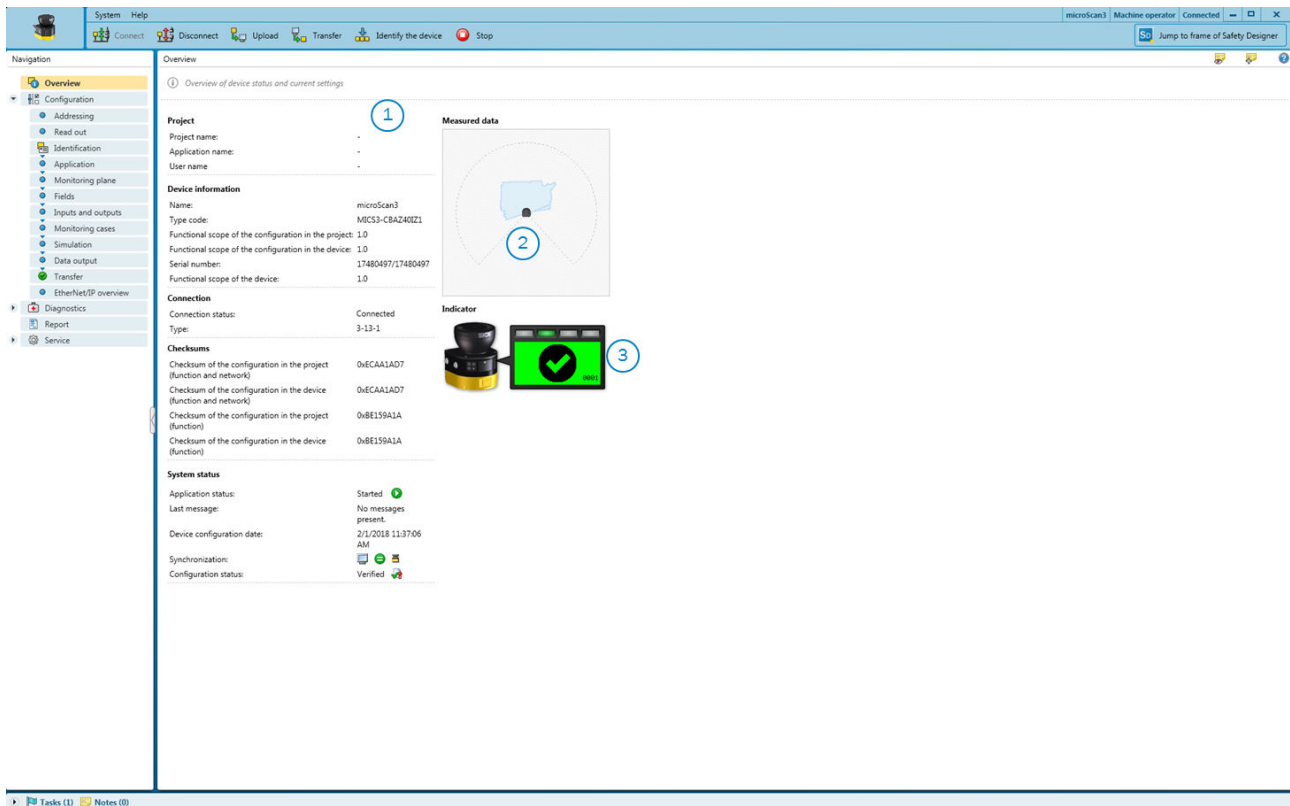 System Help
microScan3 Machine operator Connected
Connect Disconnect Upload Transfer Identify the device Stop
So Jump to frame of Safety Designer
Navigation
Overview
Configuration
Addressing
Read out
Identification
Application
Monitoring plane
Fields
Inputs and outputs
Monitoring cases
Simulation
Data output
Transfer
EtherNet/IP overview
Diagnostics
Report
Service
Overview
Overview of device status and current settings
1
Project
Project name: -
Application name: -
User name -
Device information
Name: microScan3
Type code: MICS3-CBAZ40IZ1
Functional scope of the configuration in the project: 1.0
Functional scope of the configuration in the device: 1.0
Serial number: 17480497/17480497
Functional scope of the device: 1.0
Connection
Connection status: Connected
Type: 3-13-1
Checksums
Checksum of the configuration in the project 0xECAA1AD7
(function and network)
Checksum of the configuration in the device 0xECAA1AD7
(function and network)
Checksum of the configuration in the project 0xBE159A1A
(function)
Checksum of the configuration in the device 0xBE159A1A
(function)
System status
Application status: Started
Last message: No messages
present.
Device configuration date: 2/1/2018 11:37:06
AM
Synchronization:
Configuration status: Verified
Measured data
2
Indicator
0001
3
Tasks (1) Notes (0)